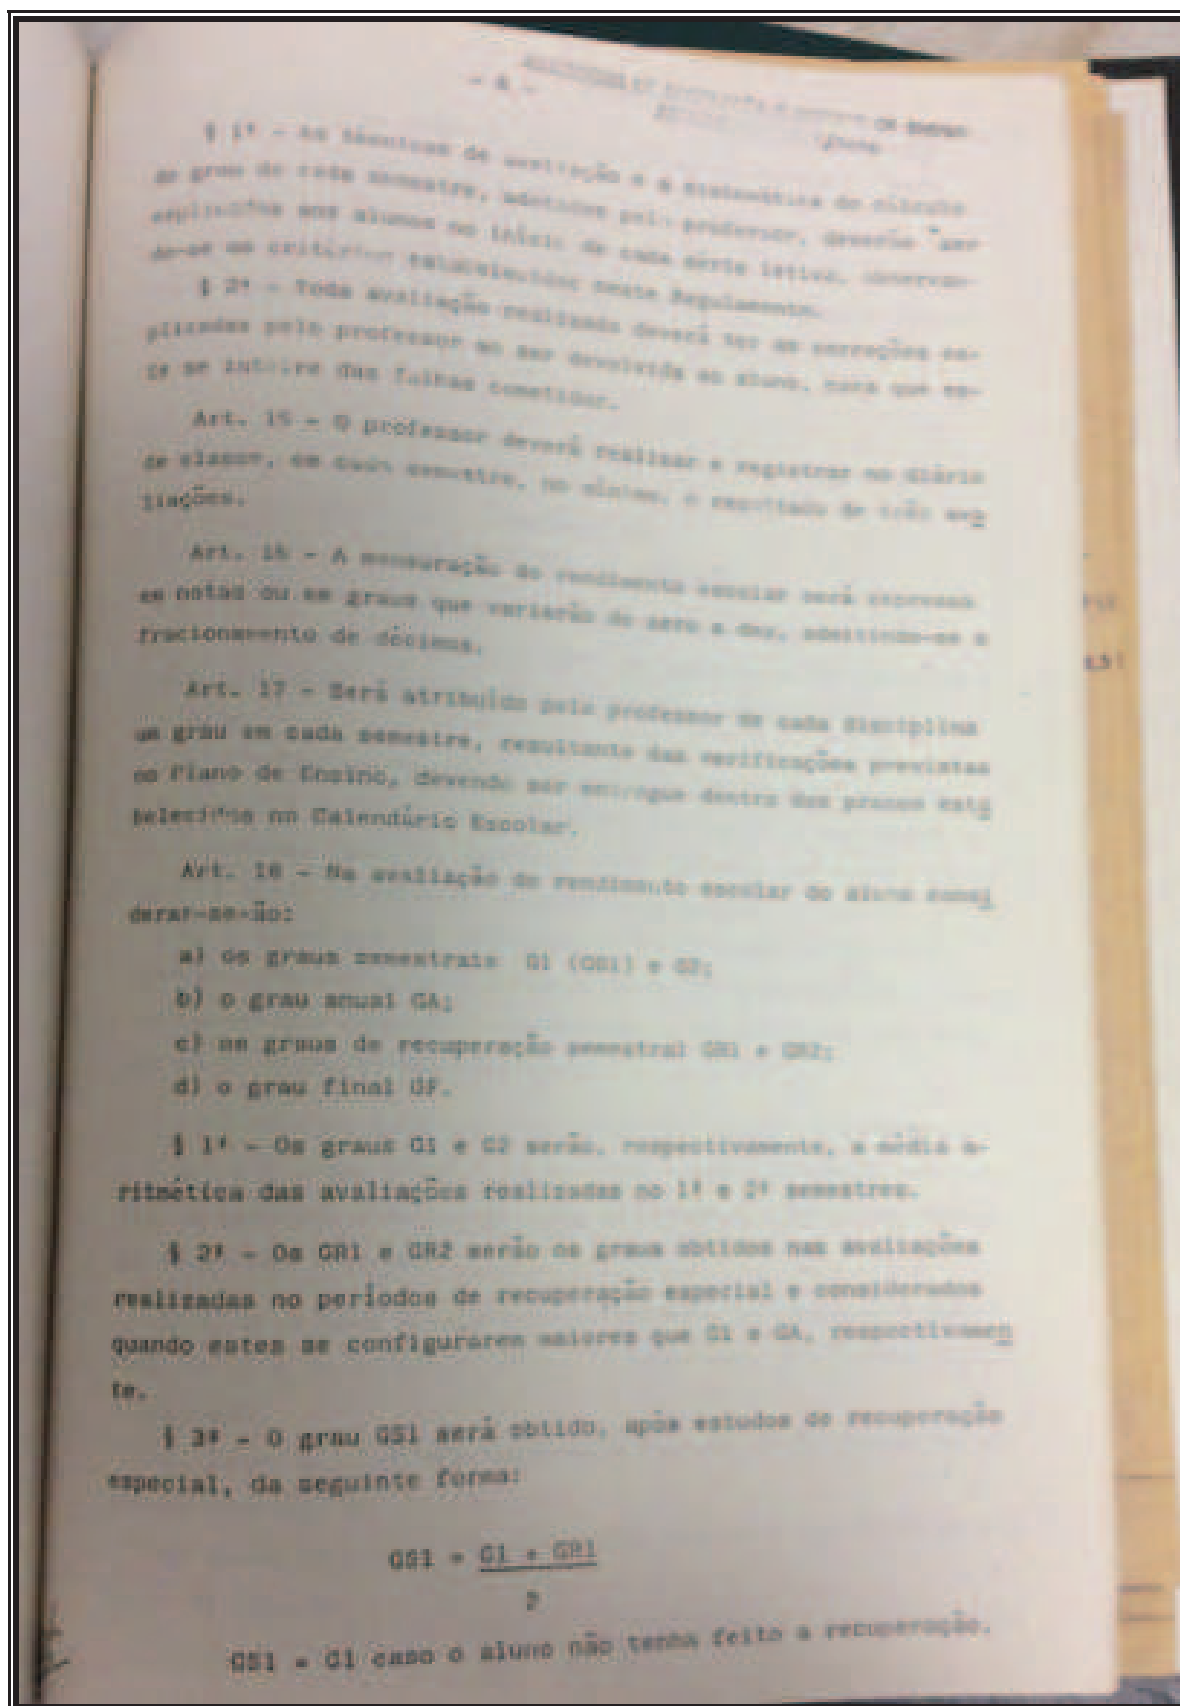 - 4 -
§ 1º - As técnicas de avaliação e a sistemática do cálculo
do grau de cada semestre, adotadas pelo professor, deverão ser
explicitas aos alunos no início de cada série letiva, observan-
do-se os critérios estabelecidos neste Regulamento.
§ 2º - Toda avaliação realizada deverá ter as correções ex-
plicadas pelo professor ao ser devolvida ao aluno, para que es-
te se inteire das falhas cometidas.
Art. 15 - O professor deverá realizar e registrar no diário
de classe, em cada semestre, no mínimo, o resultado de três ava
liações.
Art. 16 - A mensuração do rendimento escolar será expressa
em notas ou em graus que variarão de zero a dez, admitindo-se o
fracionamento de décimos.
Art. 17 - Será atribuído pelo professor de cada disciplina
um grau em cada semestre, resultante das verificações previstas
no Plano de Ensino, devendo ser entregue dentro dos prazos esta
belecidos no Calendário Escolar.
Art. 18 - Na avaliação do rendimento escolar do aluno consi
derar-se-ão:
a) os graus semestrais G1 (GS1) e G2;
b) o grau anual GA;
c) os graus de recuperação semestral GR1 e GR2;
d) o grau final GF.
§ 1º - Os graus G1 e G2 serão, respectivamente, a média a-
ritmética das avaliações realizadas no 1º e 2º semestres.
§ 2º - Os GR1 e GR2 serão os graus obtidos nas avaliações
realizadas no períodos de recuperação especial e considerados
quando estes se configurarem maiores que G1 e GA, respectivamen
te.
§ 3º - O grau GS1 será obtido, após estudos de recuperação
especial, da seguinte forma:
GS1 = G1 + GR1
2
GS1 = G1 caso o aluno não tenha feito a recuperação.